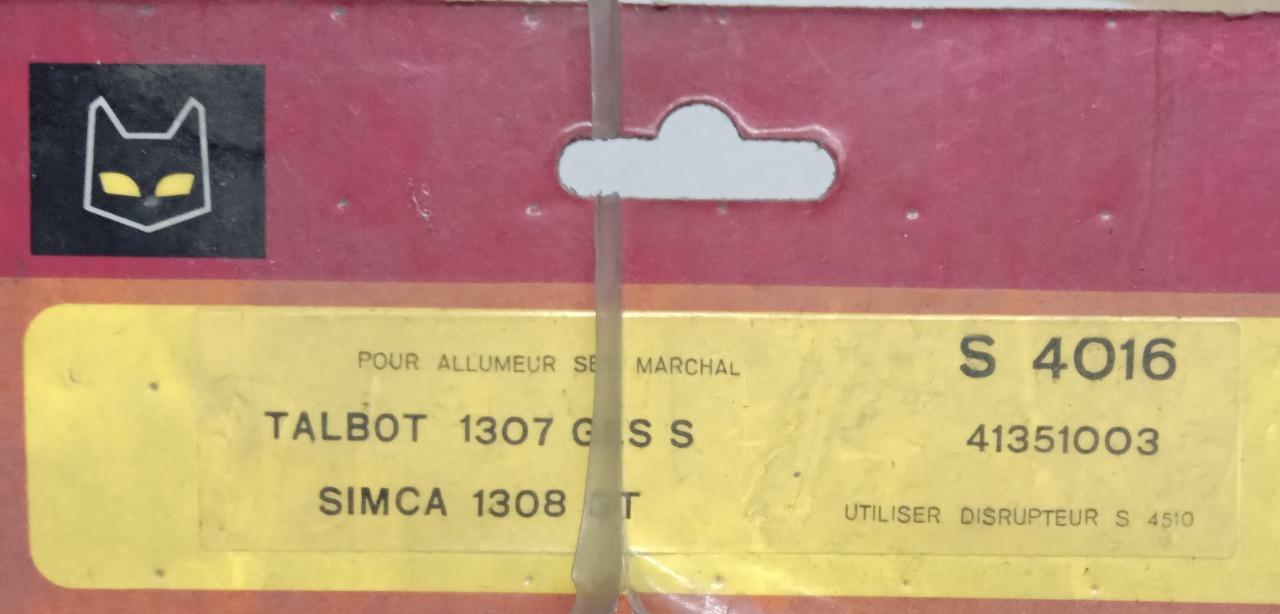 POUR ALLUMEUR MARCHAL
S 4016
TALBOT 1307 S
41351003
SIMCA 1308
UTILISER DISRUPTEUR S 4510